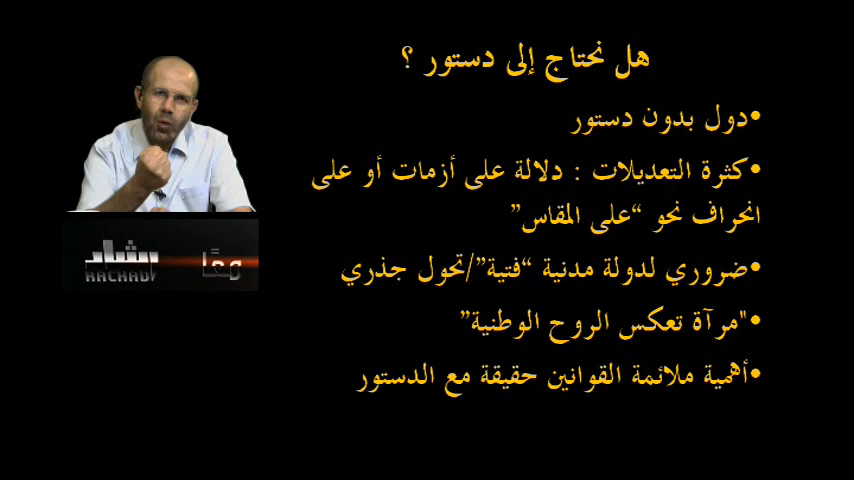 هل نحتاج إلى دستور ؟
•دول بدون دستور
•كثرة التعديلات : دلالة على أزمات أو على
انحراف نحو “على المقاس”
•ضروري لدولة مدنية “فتية”/تحول جذري
•"مرآة تعكس الروح الوطنية”
•أهمية ملائمة القوانين حقيقة مع الدستور
معًا رشاد
RACHAD